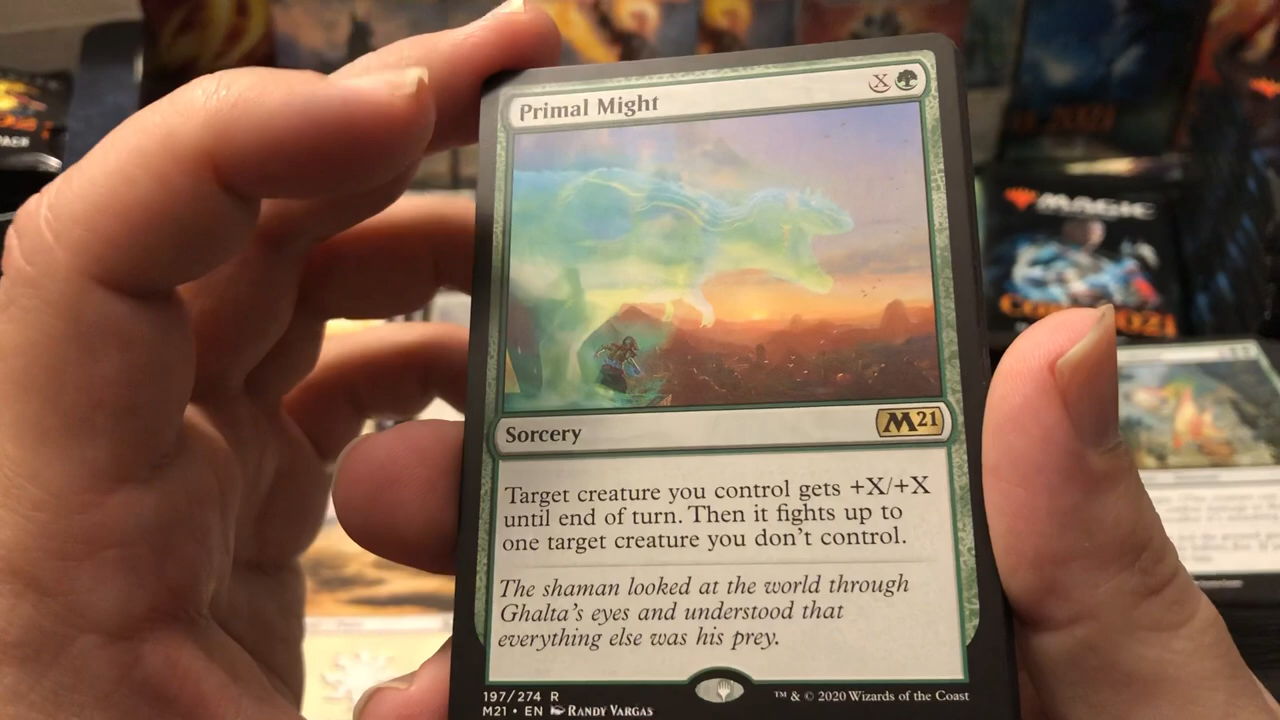 Primal Might
X
Sorcery
M21
Target creature you control gets +X/+X
until end of turn. Then it fights up to
one target creature you don't control.
The shaman looked at the world through
Ghalta's eyes and understood that
everything else was his prey.
197/274 R
M21 • EN RANDY VARGAS
™ & © 2020 Wizards of the Coast
MAGIC
2021
PACK